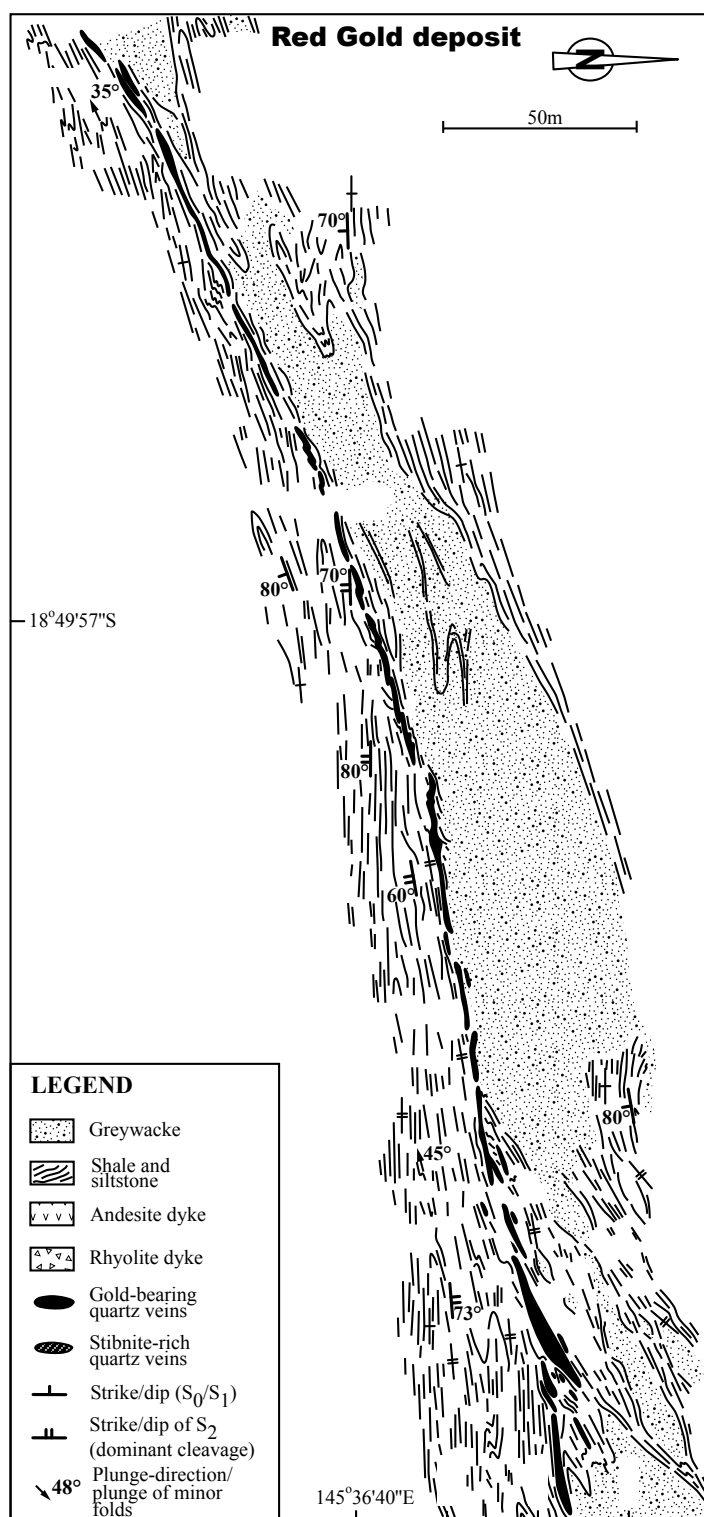 Red Gold deposit
N
50m
35°
70°
80°
70°
18°49'57"S
80°
60°
80°
45°
73°
LEGEND
Greywacke
Shale and
siltstone
Andesite dyke
Rhyolite dyke
Gold-bearing
quartz veins
Stibnite-rich
quartz veins
Strike/dip (S0/S1)
Strike/dip of S2
(dominant cleavage)
48° Plunge-direction/
plunge of minor
folds
145°36'40"E